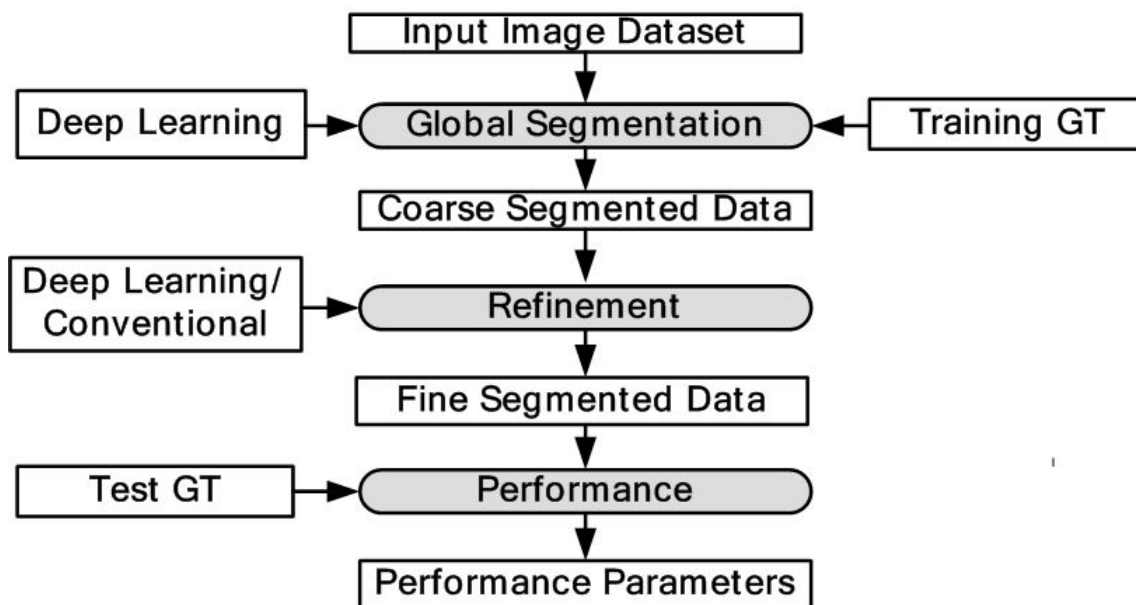 Input Image Dataset
Deep Learning
Global Segmentation
Training GT
Coarse Segmented Data
Deep Learning/
Conventional
Refinement
Fine Segmented Data
Test GT
Performance
Performance Parameters